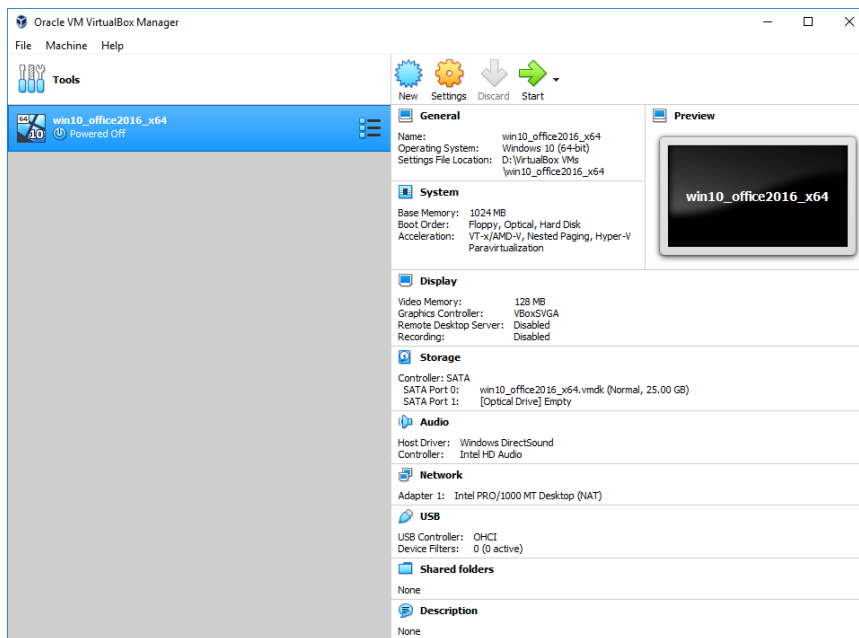 Oracle VM VirtualBox Manager
File Machine Help
Tools
New Settings Discard Start
64
10
win10_office2016_x64
Powered Off
General
Name: win10_office2016_x64
Operating System: Windows 10 (64-bit)
Settings File Location: D:\VirtualBox VMs
\win10_office2016_x64
Preview
win10_office2016_x64
System
Base Memory: 1024 MB
Boot Order: Floppy, Optical, Hard Disk
Acceleration: VT-x/AMD-V, Nested Paging, Hyper-V
Paravirtualization
Display
Video Memory: 128 MB
Graphics Controller: VBoxSVGA
Remote Desktop Server: Disabled
Recording: Disabled
Storage
Controller: SATA
SATA Port 0: win10_office2016_x64.vmdk (Normal, 25.00 GB)
SATA Port 1: [Optical Drive] Empty
Audio
Host Driver: Windows DirectSound
Controller: Intel HD Audio
Network
Adapter 1: Intel PRO/1000 MT Desktop (NAT)
USB
USB Controller: OHCI
Device Filters: 0 (0 active)
Shared folders
None
Description
None